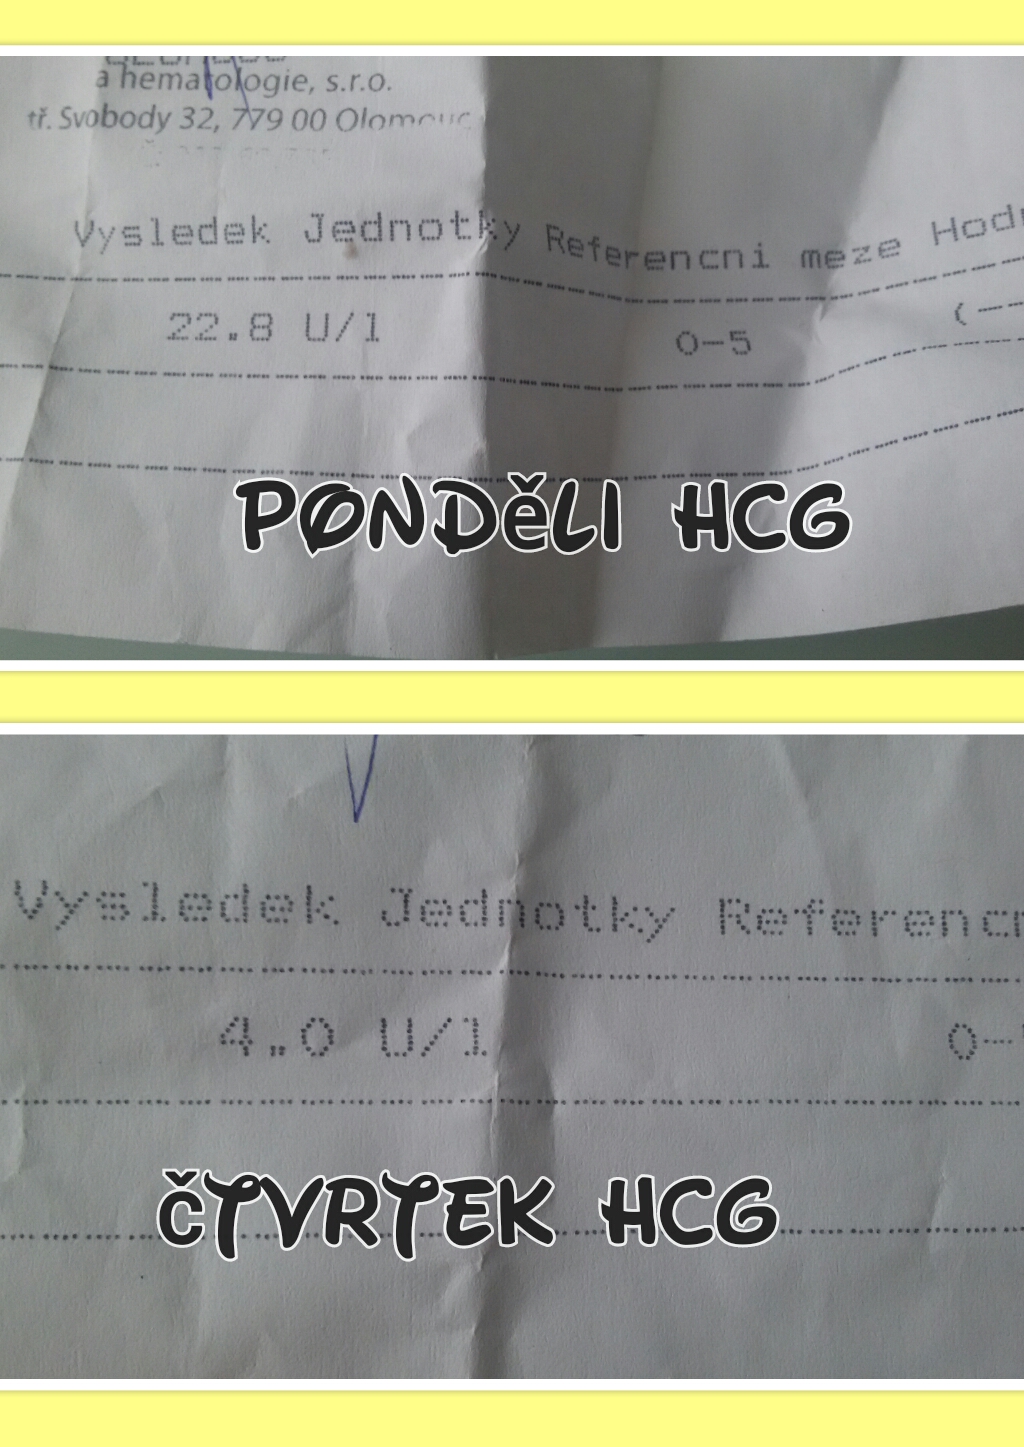 a hematologie, s.r.o.
tř. Svobody 32, 779 00 Olomouc
Vysledek Jednotky Referencni meze
22.8 U/l 0-5 (--
PONDěLI HCG
Vysledek Jednotky
4.0 U/l
čTVRTEK HCG